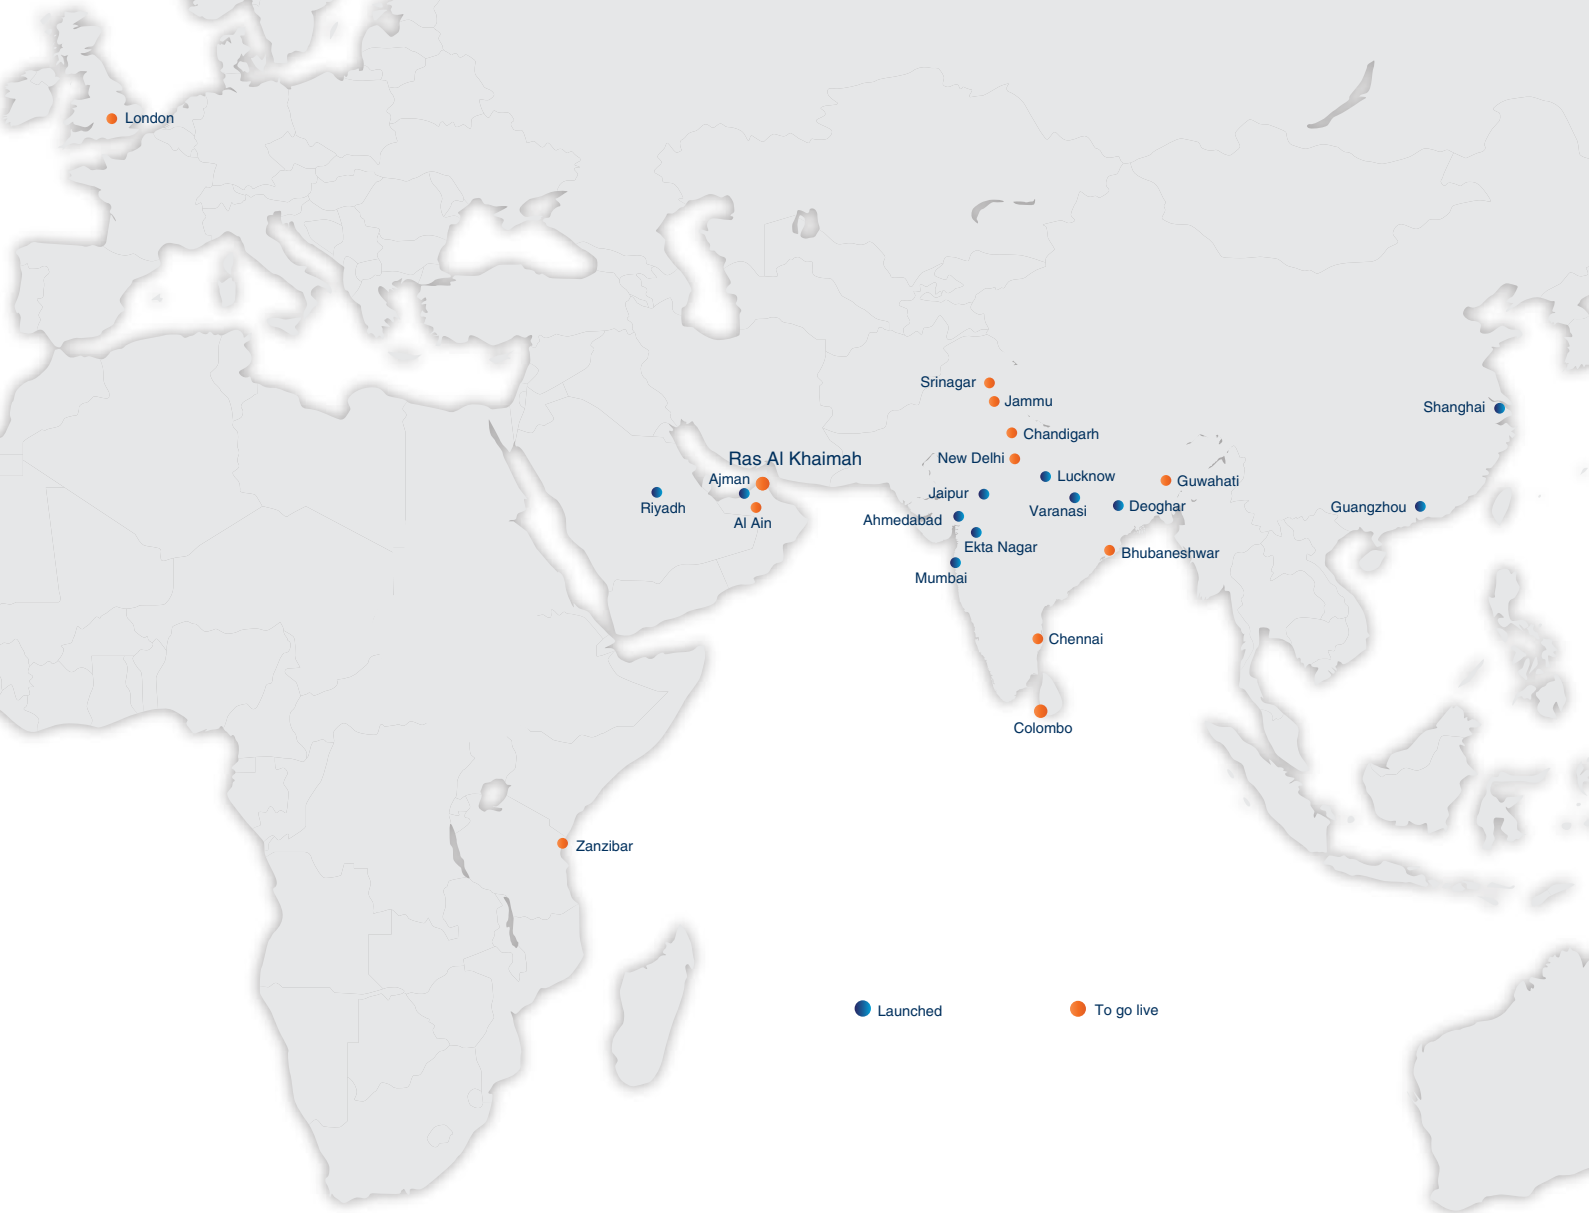 London
Srinagar
Jammu
Shanghai
Chandigarh
New Delhi
Ras Al Khaimah
Lucknow
Ajman
Guwahati
Jaipur
Riyadh
Varanasi
Deoghar
Guangzhou
Al Ain
Ahmedabad
Ekta Nagar
Bhubaneshwar
Mumbai
Chennai
Colombo
Zanzibar
Launched
To go live